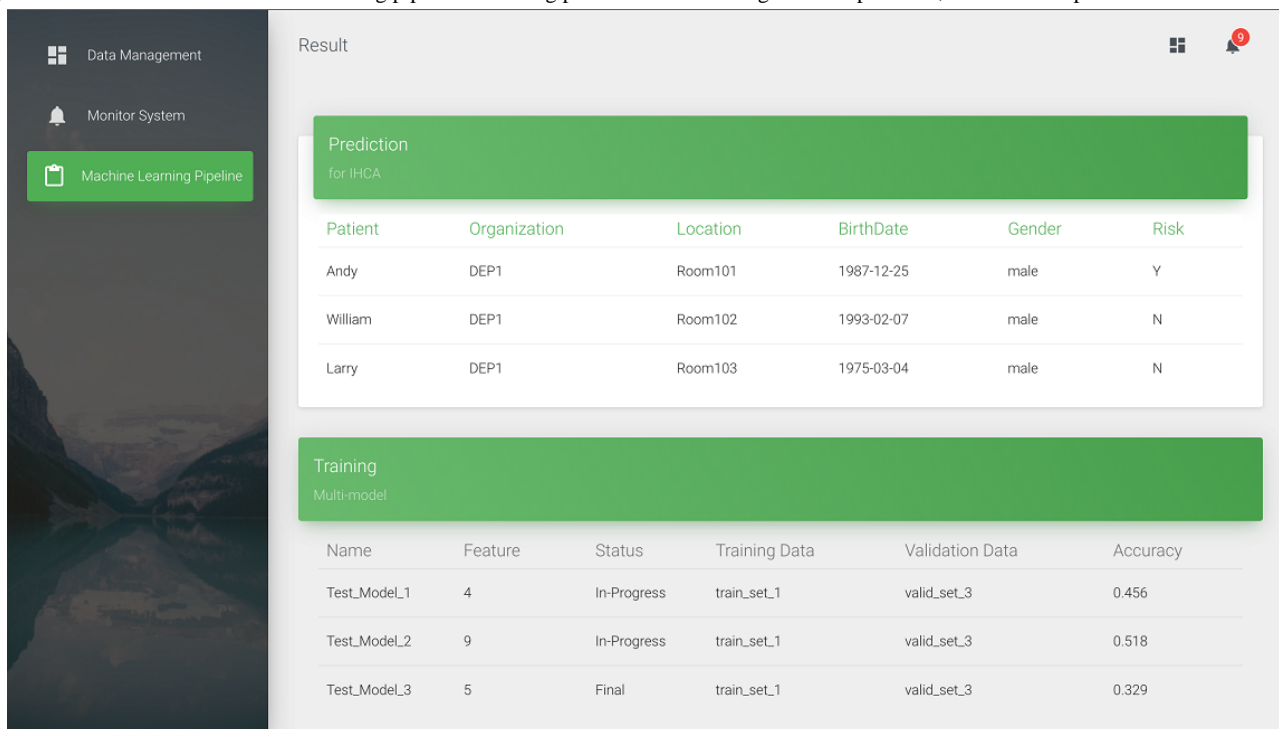 Data Management
Monitor System
Machine Learning Pipeline
Result
9
Prediction
for IHCA
Patient Organization Location BirthDate Gender Risk
Andy DEP1 Room101 1987-12-25 male Y
William DEP1 Room102 1993-02-07 male N
Larry DEP1 Room103 1975-03-04 male N
Training
Multi-model
Name Feature Status Training Data Validation Data Accuracy
Test_Model_1 4 In-Progress train_set_1 valid_set_3 0.456
Test_Model_2 9 In-Progress train_set_1 valid_set_3 0.518
Test_Model_3 5 Final train_set_1 valid_set_3 0.329